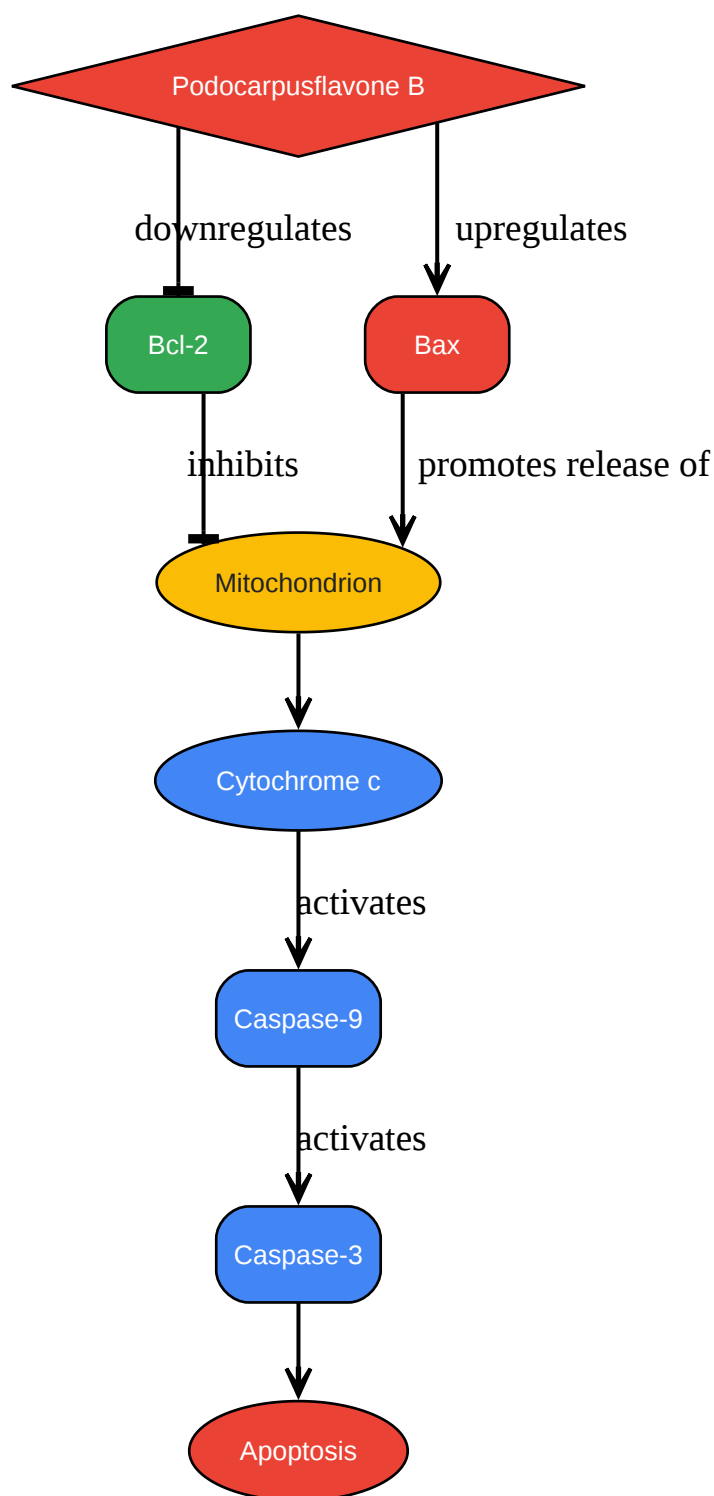 Podocarpusflavone B
downregulates
upregulates
Bcl-2
Bax
inhibits
promotes release of
Mitochondrion
Cytochrome c
activates
Caspase-9
activates
Caspase-3
Apoptosis